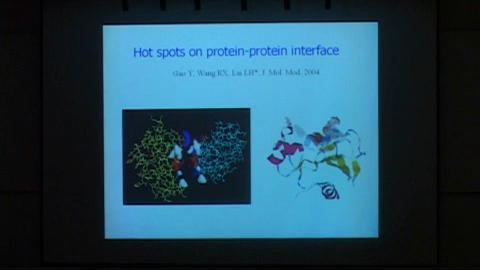 Hot spots on protein-protein interface
Gao Y, Wang RX, Lai LH*, J. Mol. Mod. 2004